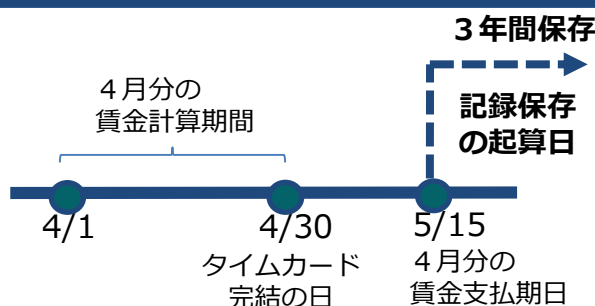 ３年間保存
４月分の
賃金計算期間
記録保存
の起算日
4/1
4/30
5/15
タイムカード
完結の日
４月分の
賃金支払期日